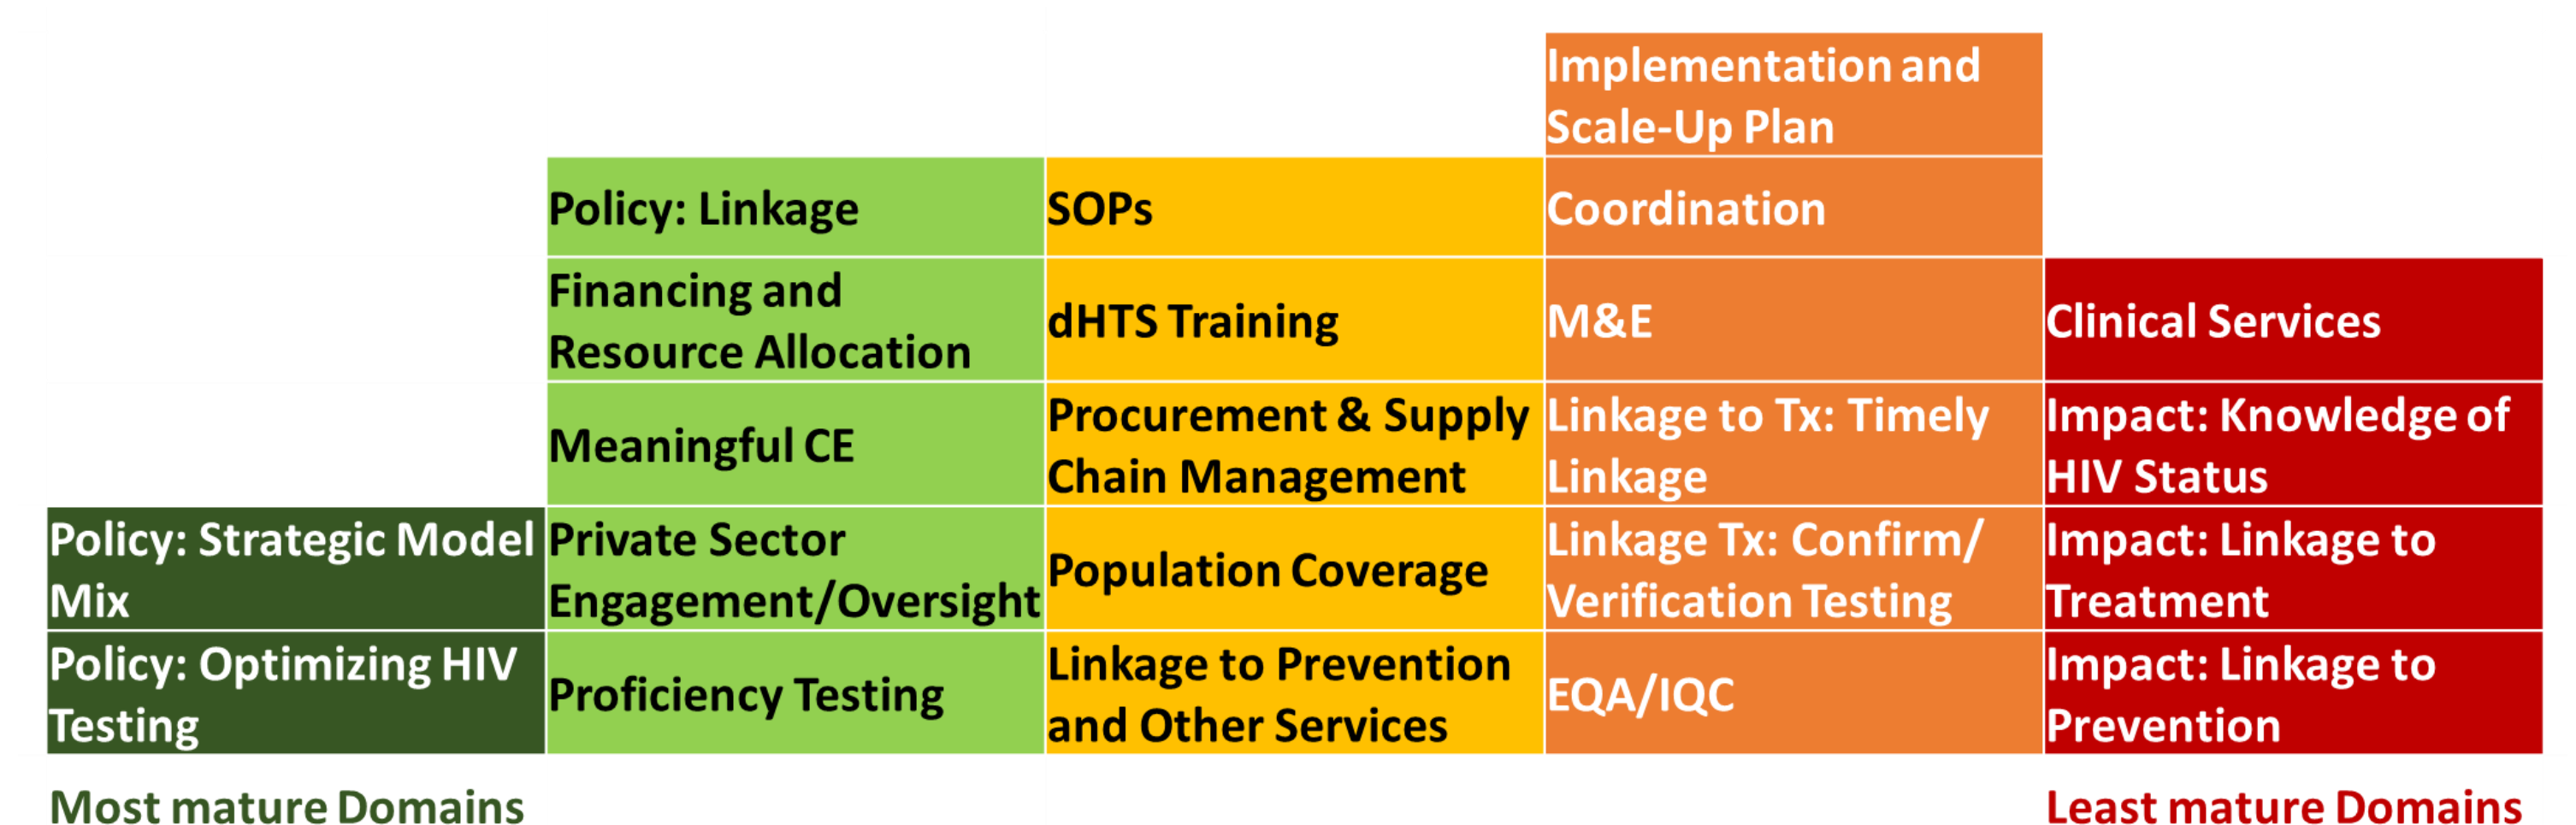 Implementation and
Scale-Up Plan
Policy: Linkage
SOPs
Coordination
Financing and
Resource Allocation
dHTS Training
M&E
Clinical Services
Meaningful CE
Procurement & Supply
Chain Management
Linkage to Tx: Timely
Linkage
Impact: Knowledge of
HIV Status
Policy: Strategic Model
Mix
Private Sector
Engagement/Oversight
Population Coverage
Linkage Tx: Confirm/
Verification Testing
Impact: Linkage to
Treatment
Policy: Optimizing HIV
Testing
Proficiency Testing
Linkage to Prevention
and Other Services
EQA/IQC
Impact: Linkage to
Prevention
Most mature Domains
Least mature Domains